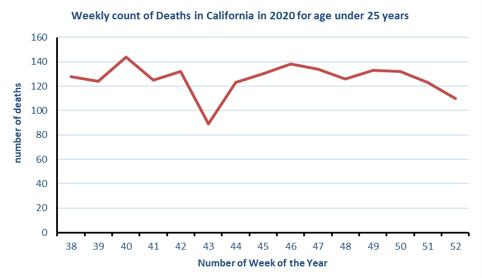 Weekly count of Deaths in California in 2020 for age under 25 years
160
140
120
100
80
60
40
20
0
number of deaths
38 39 40 41 42 43 44 45 46 47 48 49 50 51 52
Number of Week of the Year